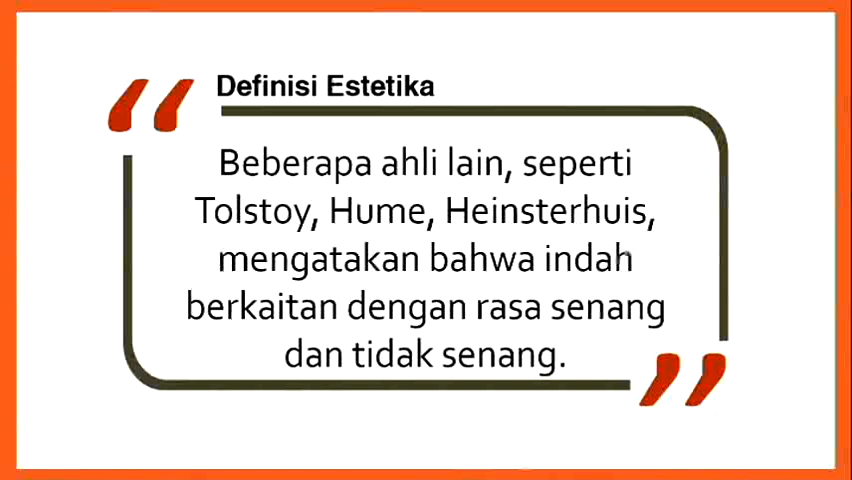 Definisi Estetika
Beberapa ahli lain, seperti
Tolstoy, Hume, Heinsterhuis,
mengatakan bahwa indah
berkaitan dengan rasa senang
dan tidak senang.